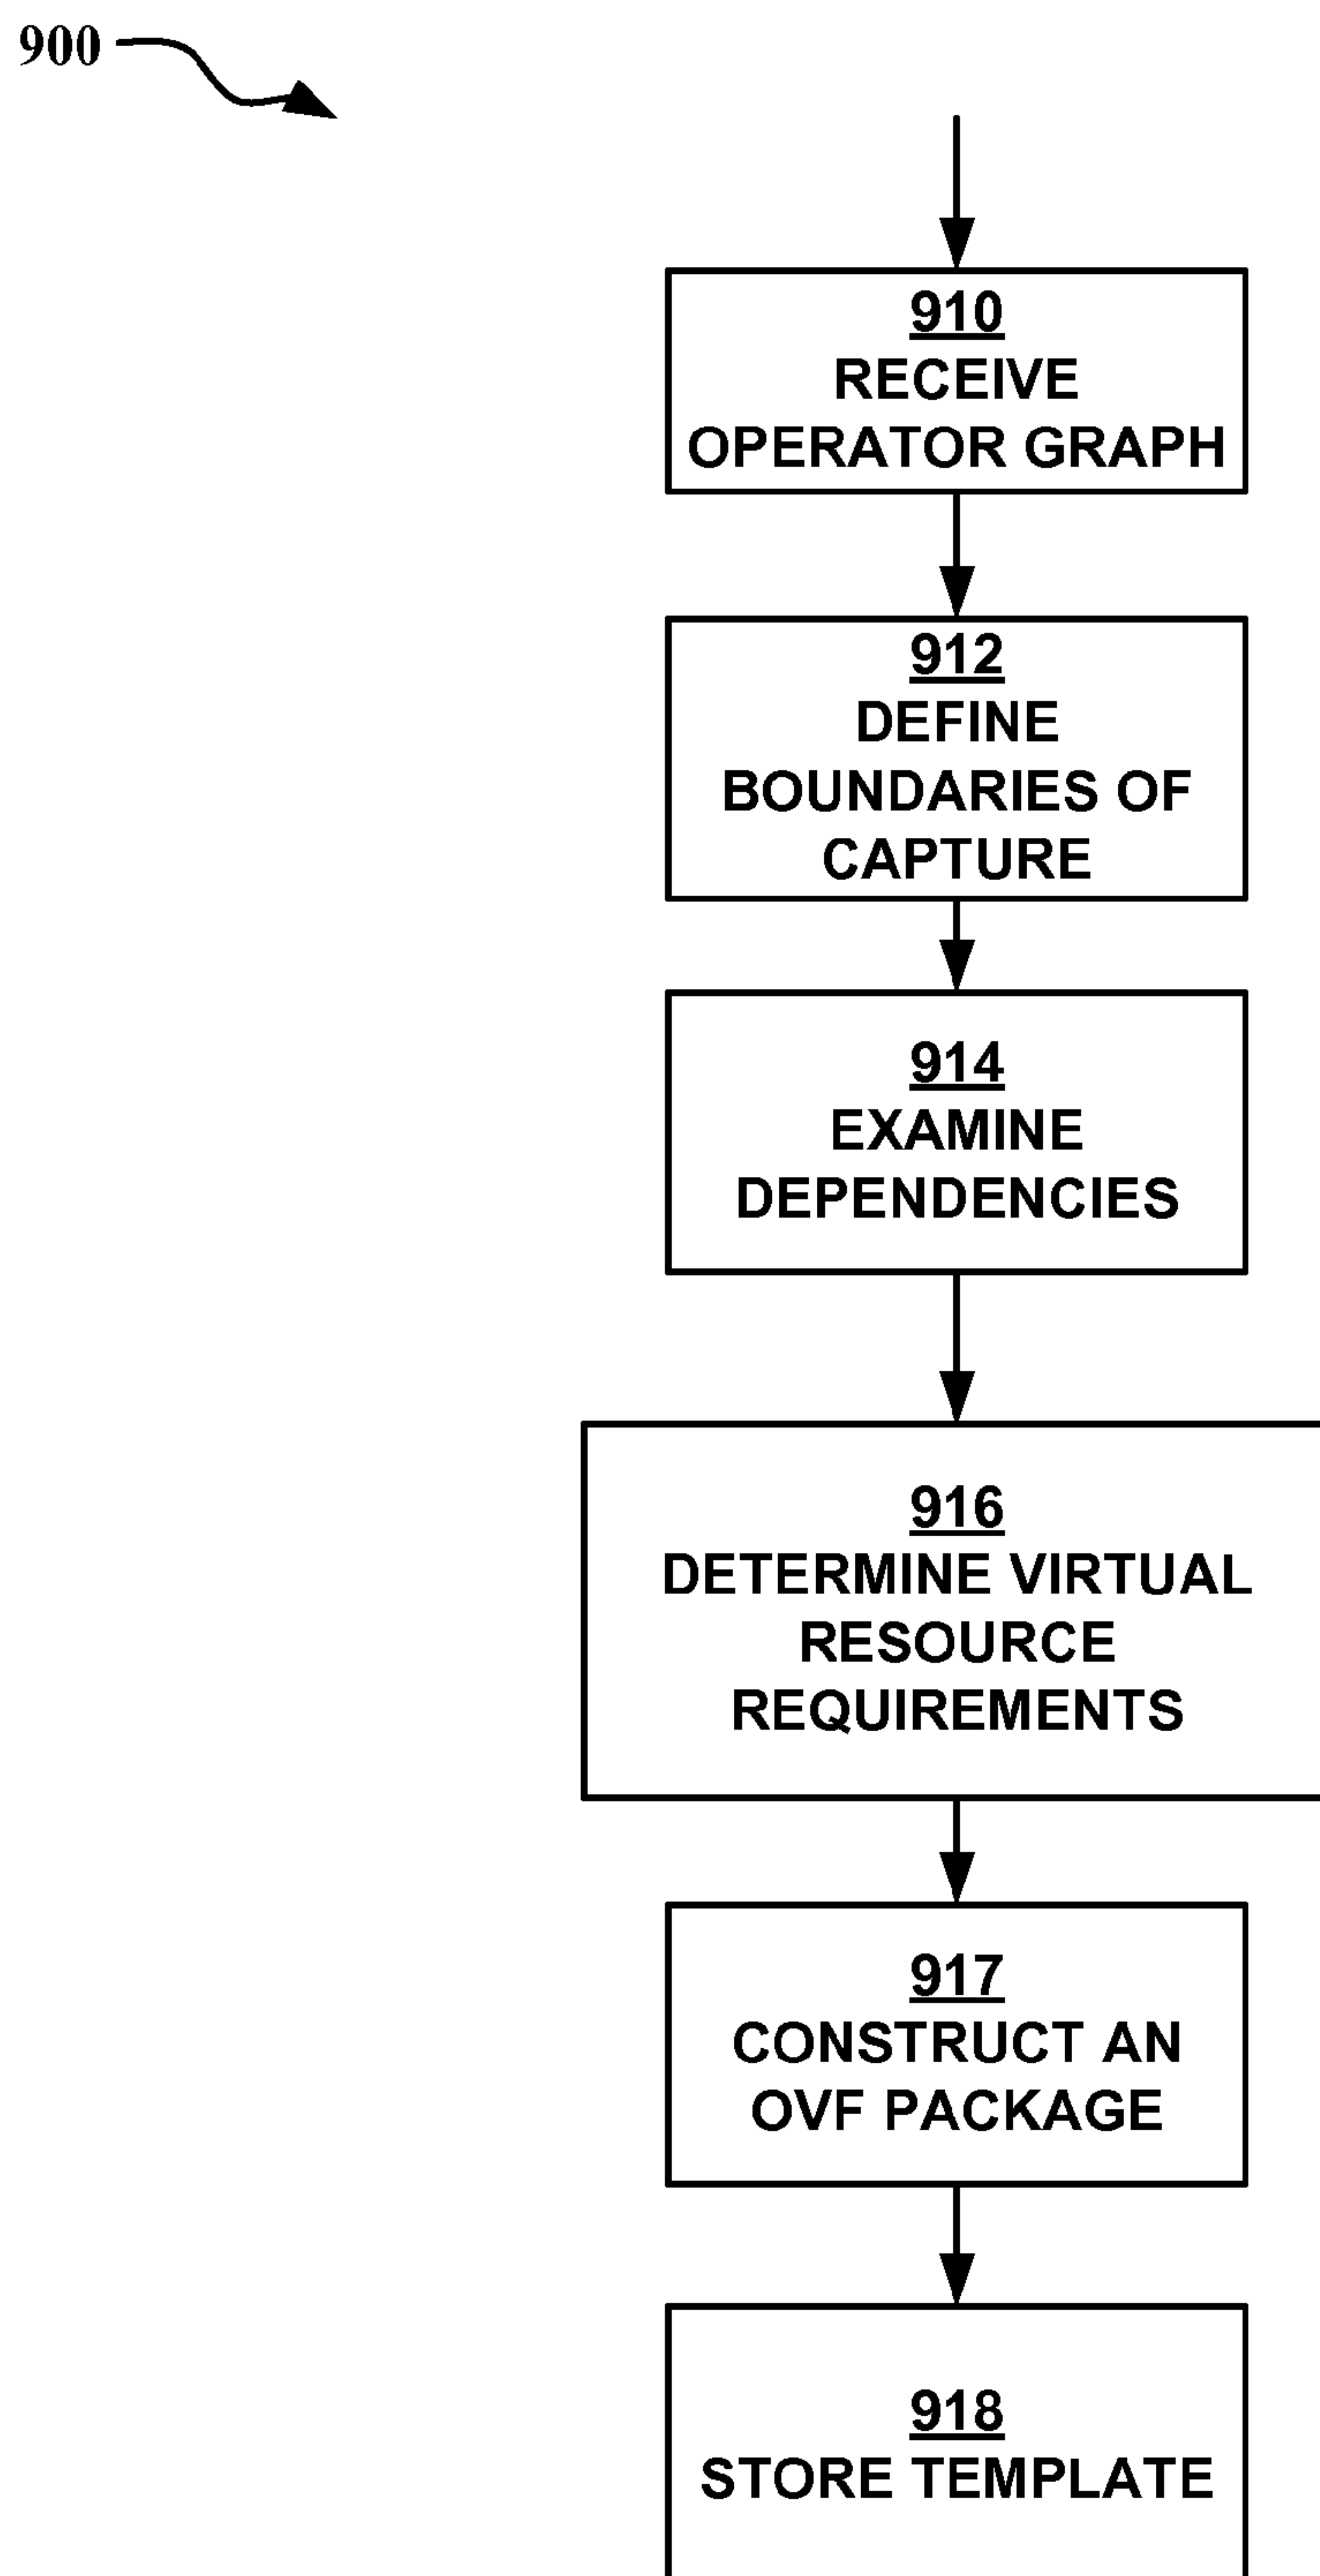 900
910
RECEIVE
OPERATOR GRAPH
912
DEFINE
BOUNDARIES OF
CAPTURE
914
EXAMINE
DEPENDENCIES
916
DETERMINE VIRTUAL
RESOURCE
REQUIREMENTS
917
CONSTRUCT AN
OVF PACKAGE
918
STORE TEMPLATE